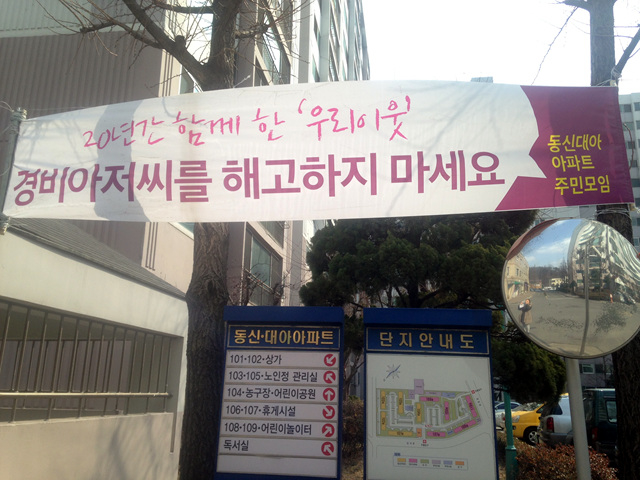 20년간 함께 한 '우리이웃'
경비아저씨를 해고하지 마세요
동신대아
아파트
주민모임
동신·대아아파트
101·102·상가
103·105·노인정 관리실
104·농구장·어린이공원
106·107·휴게시설
108·109·어린이놀이터
독서실
단지안내도